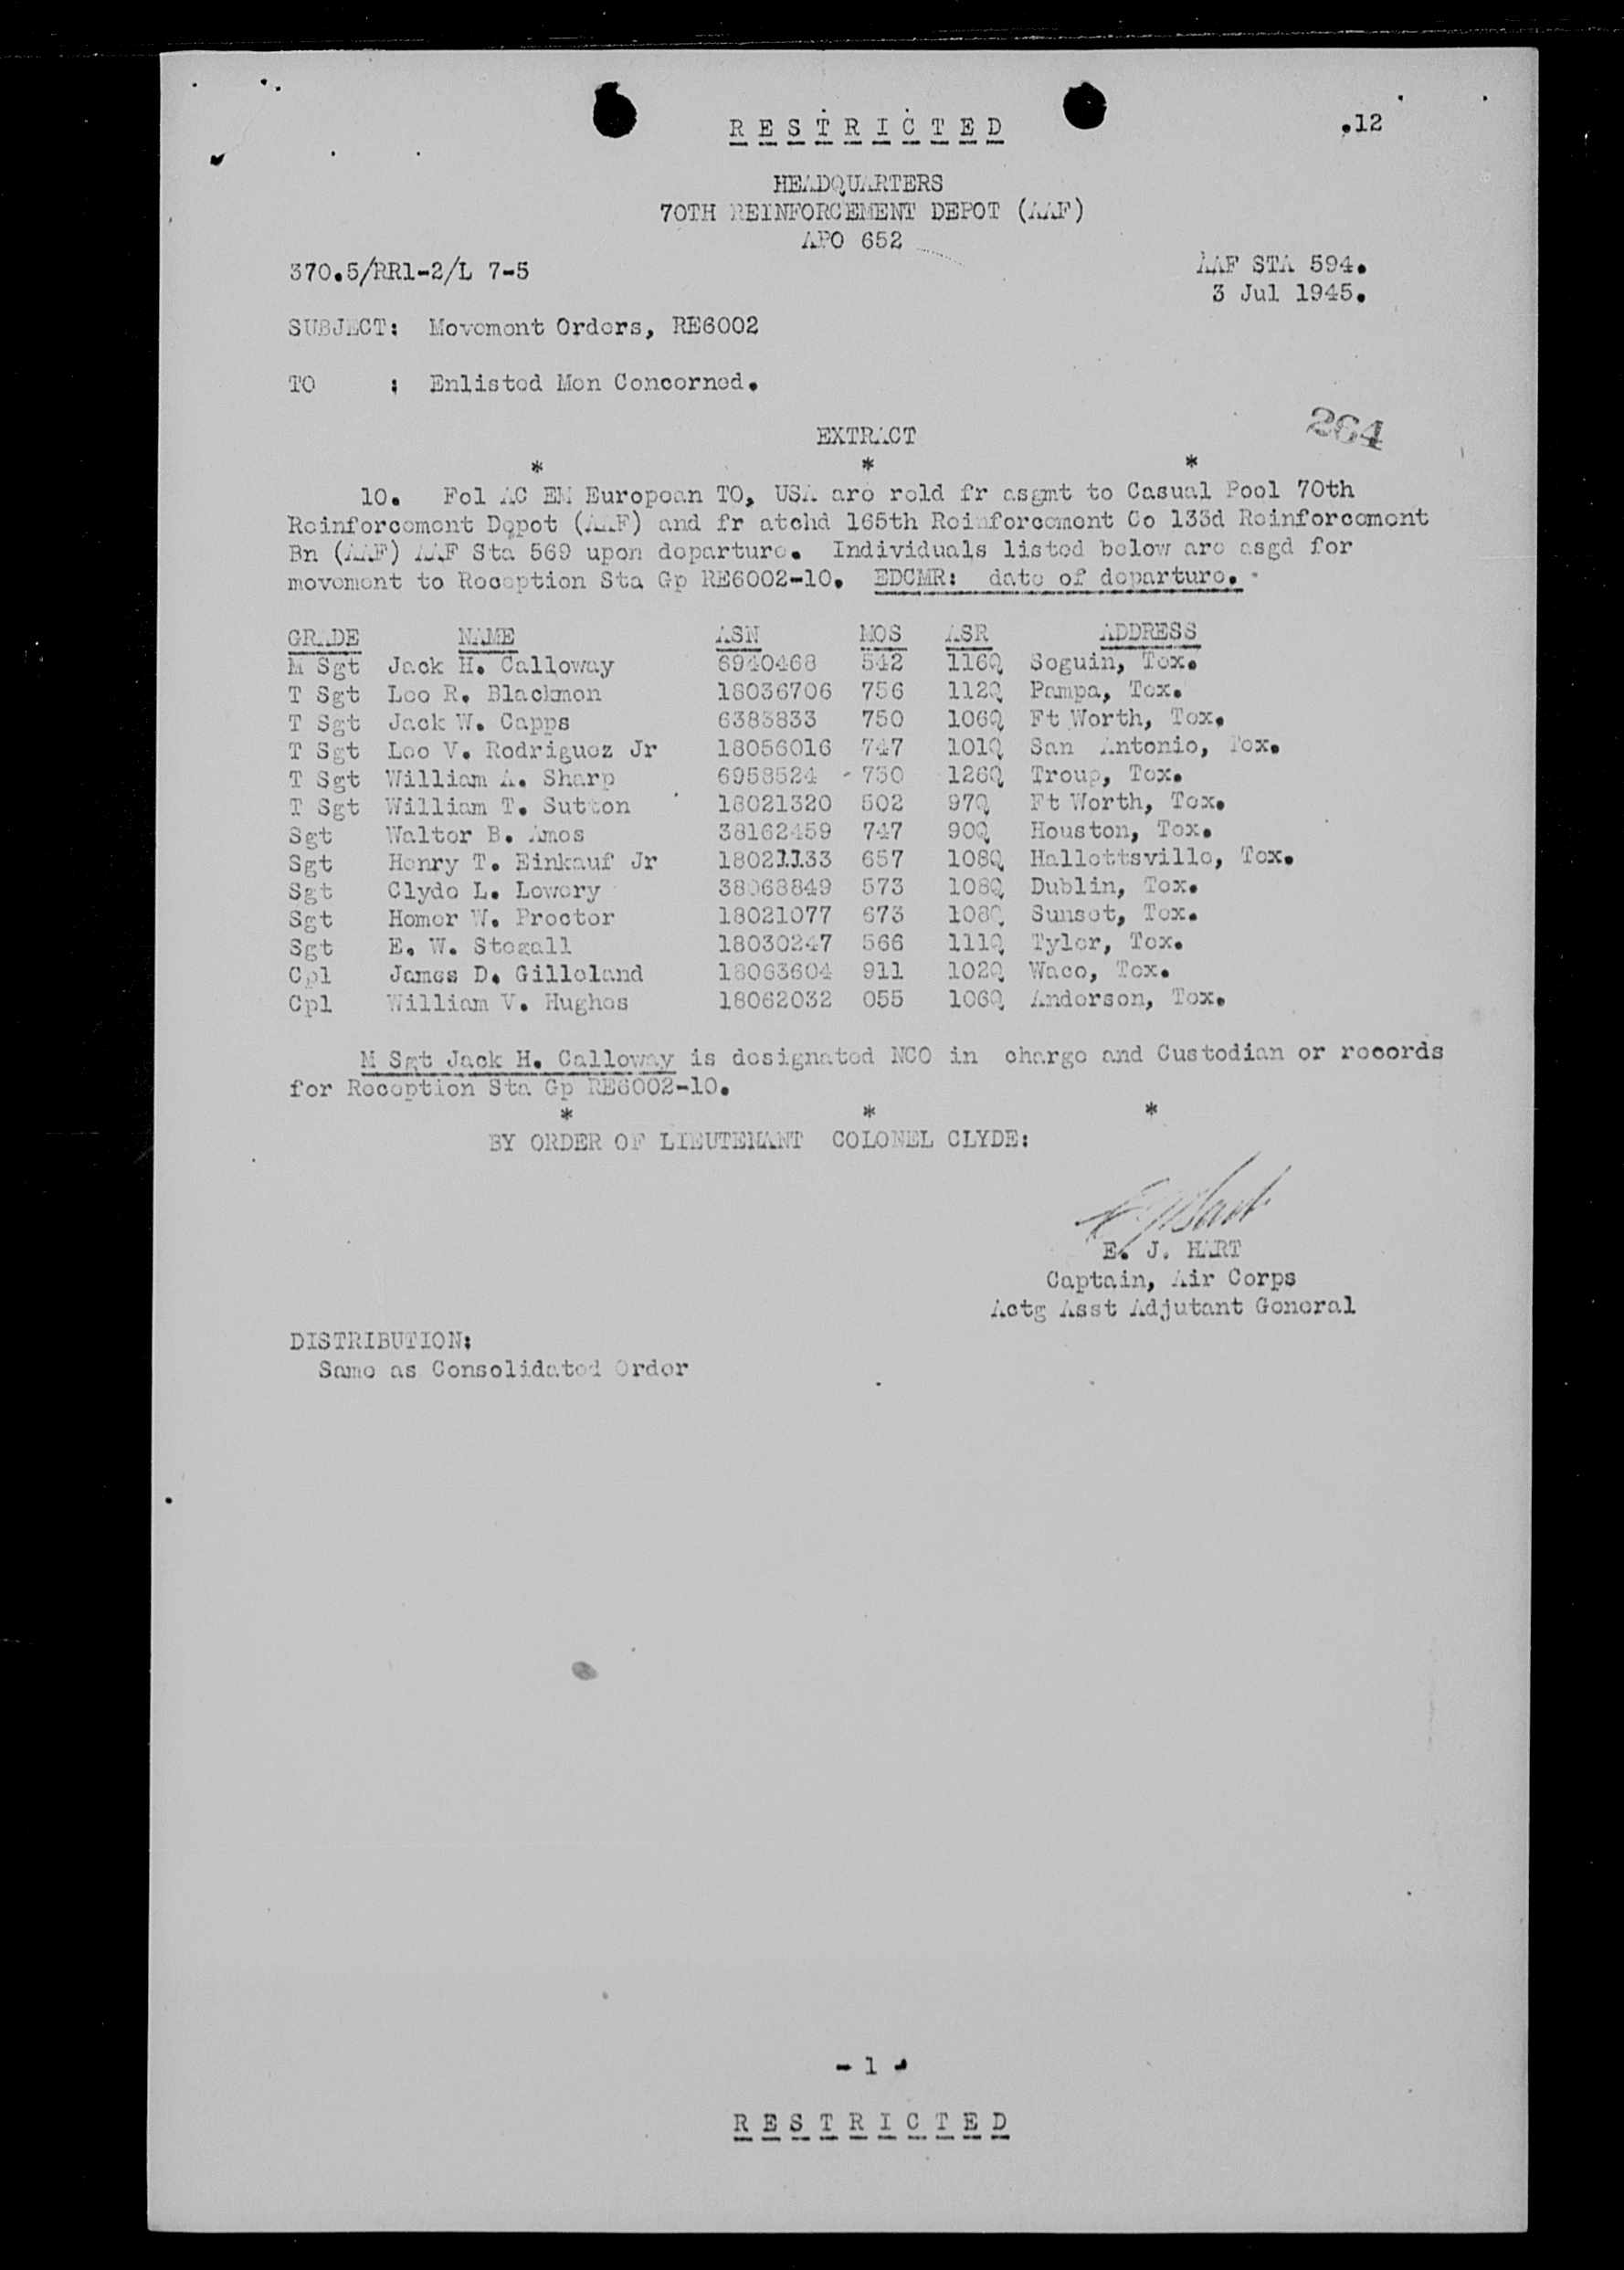 R E S T R I C T E D
.12
HEADQUARTERS
70TH REINFORCEMENT DEPOT (AAF)
APO 652
370.5/RR1-2/L 7-5
AAF STA 594.
3 Jul 1945.
SUBJECT: Movement Orders, RE6002
TO : Enlisted Men Concerned.
264
EXTRACT
* * *
10. Fol AC EM European TO, USA are reld fr asgmt to Casual Pool 70th
Reinforcement Depot (AAF) and fr atchd 165th Reinforcement Co 133d Reinforcement
Bn (AAF) AAF Sta 569 upon departure. Individuals listed below are asgd for
movement to Reception Sta Gp RE6002-10. EDCMR: date of departure.
GRADE NAME ASN MOS ASR ADDRESS
M Sgt Jack H. Calloway 6940468 542 116Q Seguin, Tex.
T Sgt Leo R. Blackmon 18036706 756 112Q Pampa, Tex.
T Sgt Jack W. Capps 6383833 750 106Q Ft Worth, Tex.
T Sgt Leo V. Rodriguez Jr 18056016 747 101Q San Antonio, Tex.
T Sgt William A. Sharp 6958524 - 750 126Q Troup, Tex.
T Sgt William T. Sutton 18021320 502 97Q Ft Worth, Tex.
Sgt Walter B. Amos 38162459 747 90Q Houston, Tex.
Sgt Henry T. Einkauf Jr 18021133 657 108Q Hallettsville, Tex.
Sgt Clyde L. Lowery 38068849 573 108Q Dublin, Tex.
Sgt Homer W. Proctor 18021077 673 108Q Sunset, Tex.
Sgt E. W. Stegall 18030247 566 111Q Tyler, Tex.
Cpl James D. Gilleland 18063604 911 102Q Waco, Tex.
Cpl William V. Hughes 18062032 055 106Q Anderson, Tex.
M Sgt Jack H. Calloway is designated NCO in charge and Custodian or records
for Reception Sta Gp RE6002-10.
* * *
BY ORDER OF LIEUTENANT COLONEL CLYDE:
E. J. Hart
E. J. HART
Captain, Air Corps
Actg Asst Adjutant General
DISTRIBUTION:
Same as Consolidated Order
- 1 -
R E S T R I C T E D